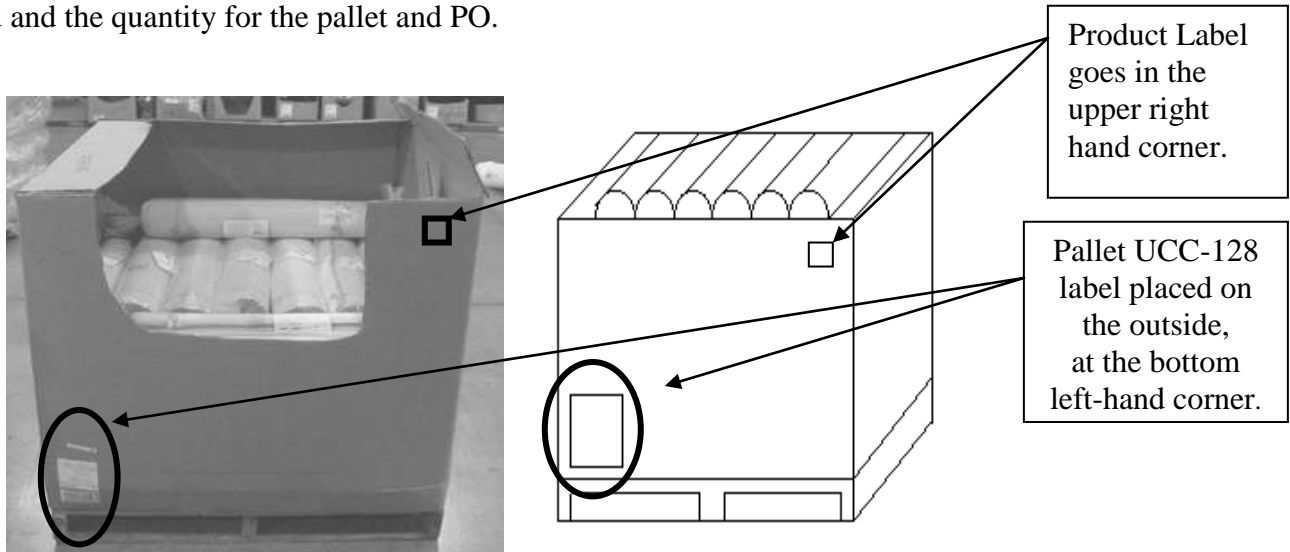 and the quantity for the pallet and PO.
Product Label
goes in the
upper right
hand corner.
Pallet UCC-128
label placed on
the outside,
at the bottom
left-hand corner.